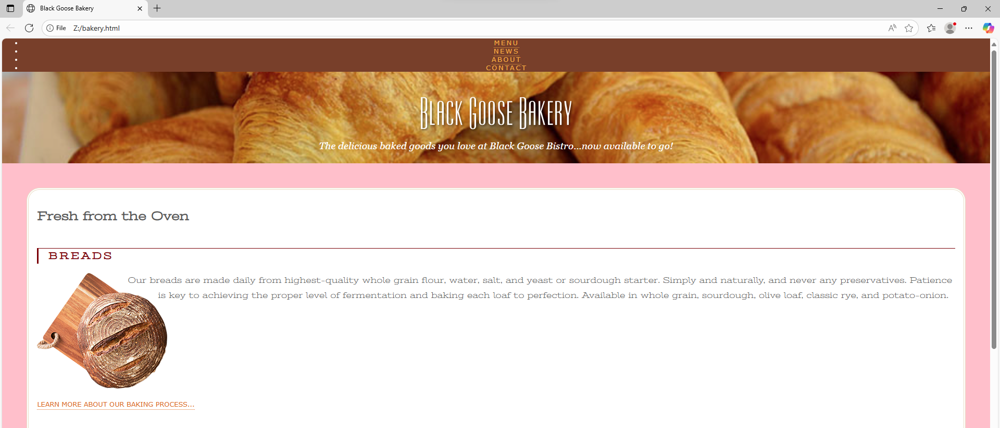 Black Goose Bakery
File Z:/bakery.html
MENU
NEWS
ABOUT
CONTACT
Black Goose Bakery
The delicious baked goods you love at Black Goose Bistro...now available to go!
Fresh from the Oven
BREADS
Our breads are made daily from highest-quality whole grain flour, water, salt, and yeast or sourdough starter. Simply and naturally, and never any preservatives. Patience
is key to achieving the proper level of fermentation and baking each loaf to perfection. Available in whole grain, sourdough, olive loaf, classic rye, and potato-onion.
LEARN MORE ABOUT OUR BAKING PROCESS...